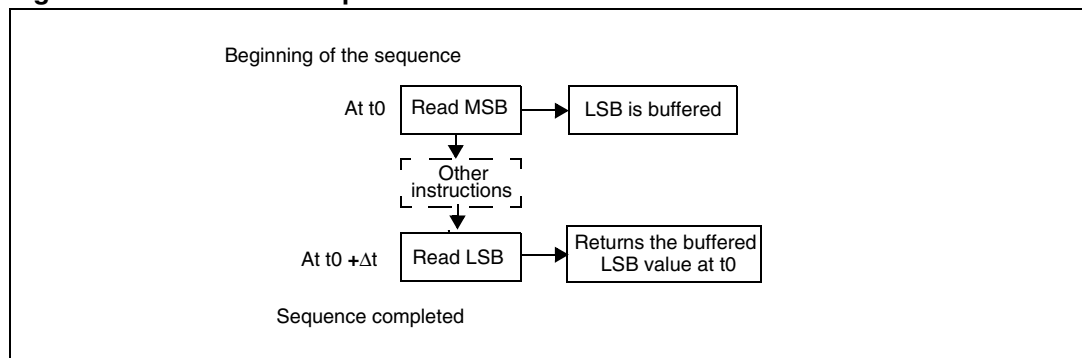 Beginning of the sequence
At t0
Read MSB
LSB is buffered
Other
instructions
At t0 +Δt
Read LSB
Returns the buffered
LSB value at t0
Sequence completed